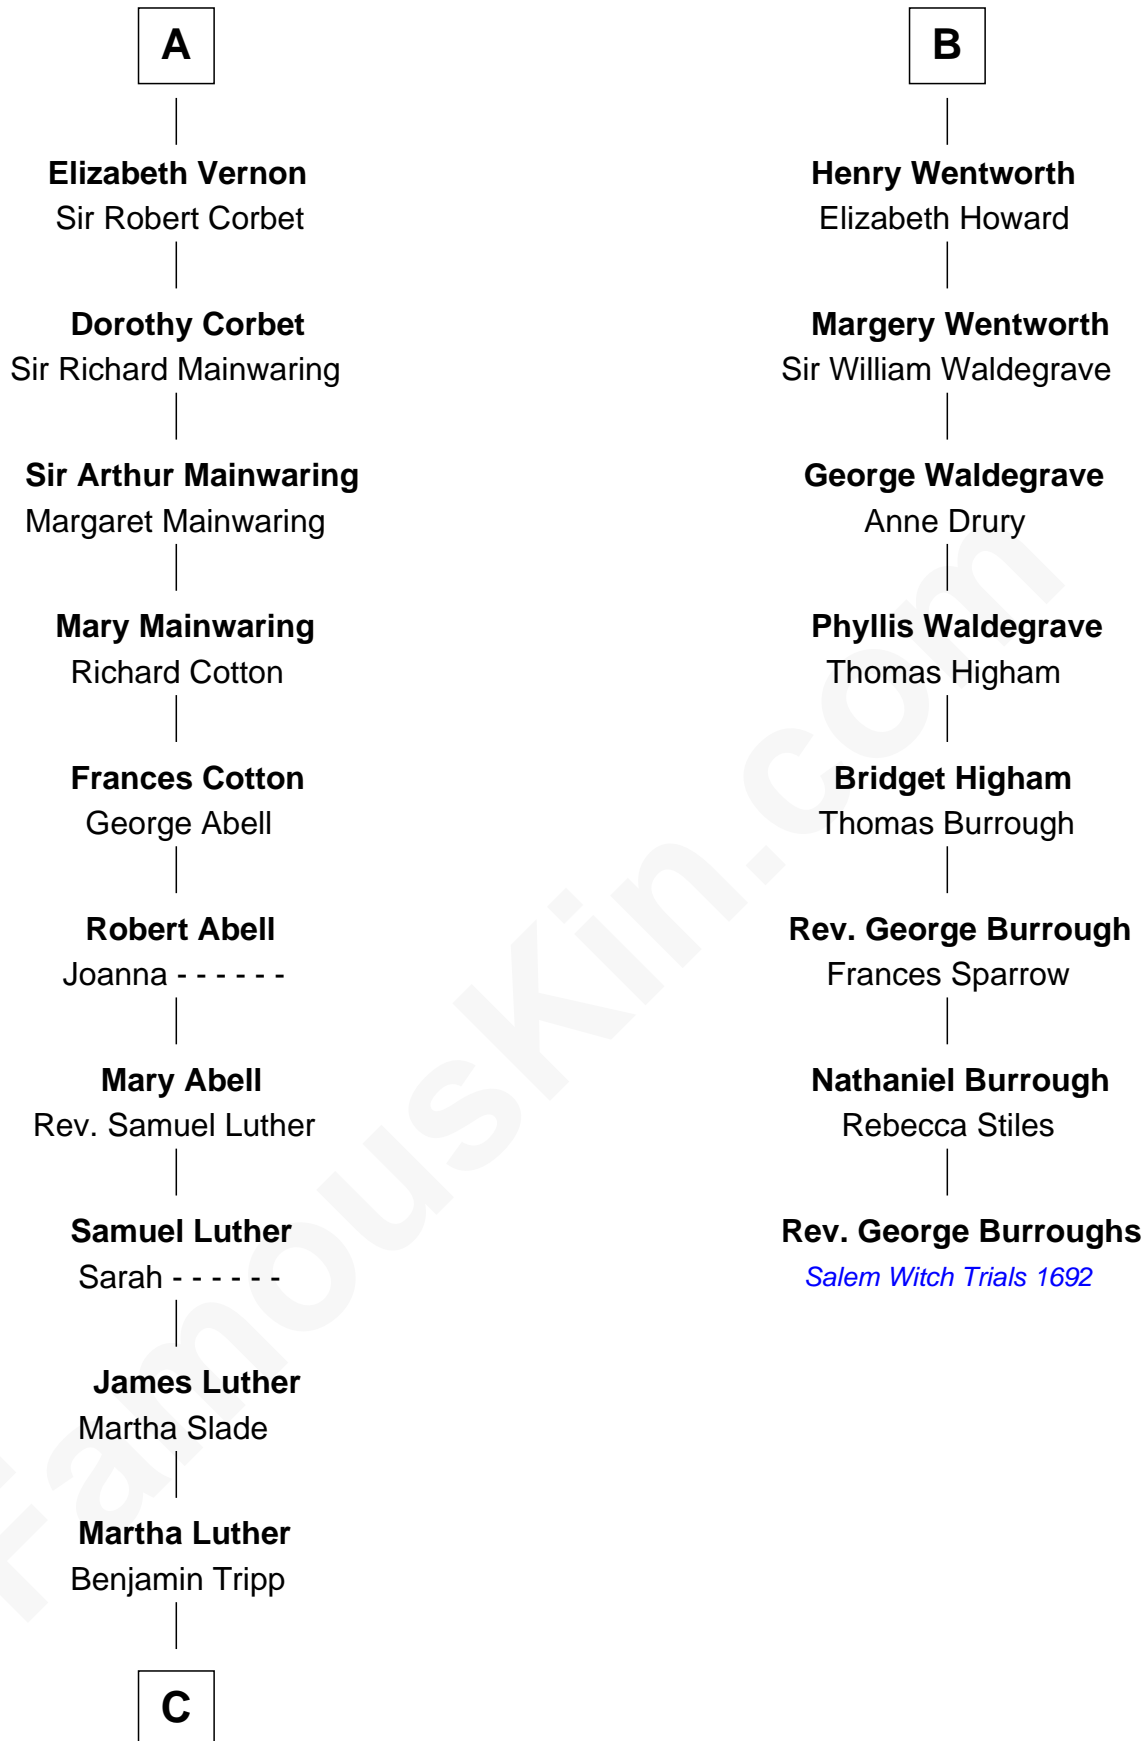 A
Elizabeth Vernon
Sir Robert Corbet
Dorothy Corbet
Sir Richard Mainwaring
Sir Arthur Mainwaring
Margaret Mainwaring
Mary Mainwaring
Richard Cotton
Frances Cotton
George Abell
Robert Abell
Joanna - - - - - -
Mary Abell
Rev. Samuel Luther
Samuel Luther
Sarah - - - - - -
James Luther
Martha Slade
Martha Luther
Benjamin Tripp
C
B
Henry Wentworth
Elizabeth Howard
Margery Wentworth
Sir William Waldegrave
George Waldegrave
Anne Drury
Phyllis Waldegrave
Thomas Higham
Bridget Higham
Thomas Burrough
Rev. George Burrough
Frances Sparrow
Nathaniel Burrough
Rebecca Stiles
Rev. George Burroughs
Salem Witch Trials 1692
FamousKin.com